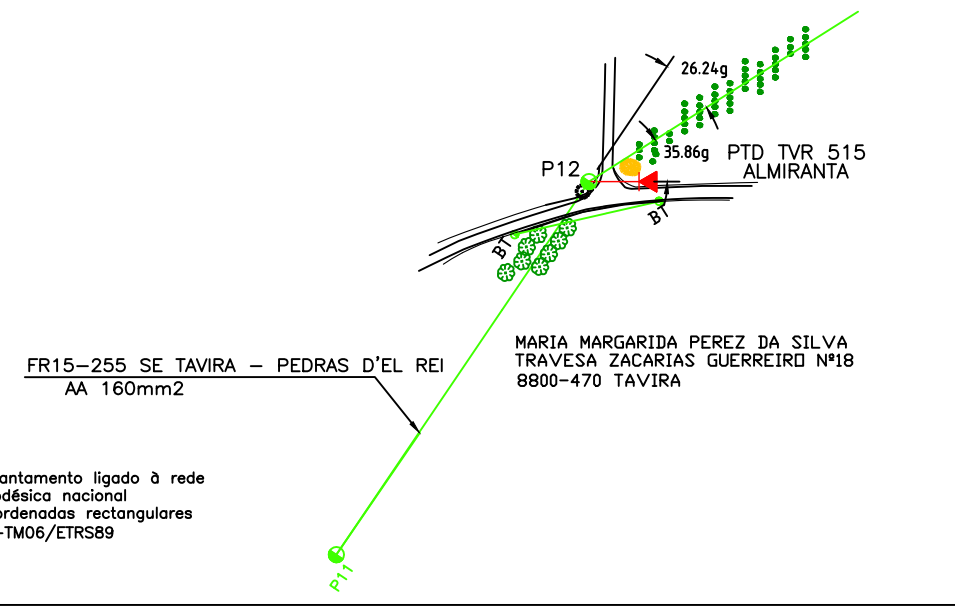 26.24g
35.86g
PTD TVR 515
ALMIRANTA
P12
BT
BT
MARIA MARGARIDA PEREZ DA SILVA
TRAVESA ZACARIAS GUERREIRO Nº18
8800-470 TAVIRA
FR15-255 SE TAVIRA - PEDRAS D'EL REI
AA 160mm2
antamento ligado à rede
odésica nacional
ordenadas rectangulares
-TM06/ETRS89
P11